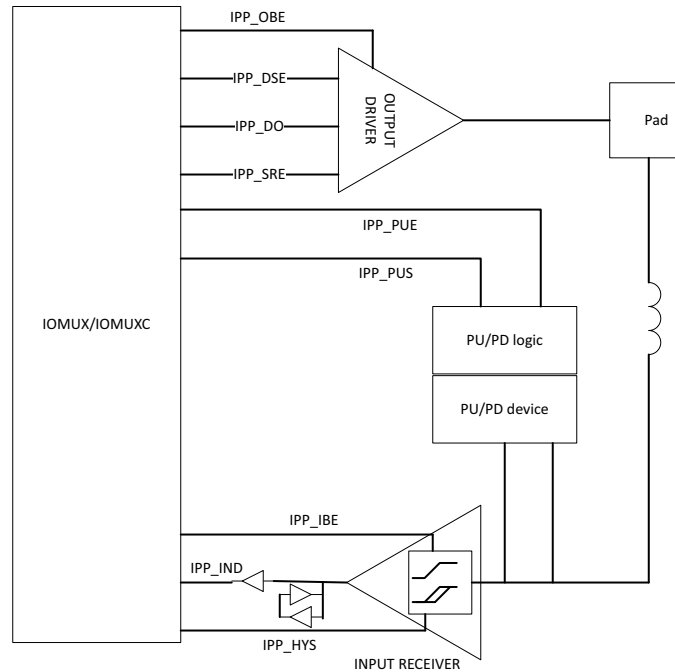 IPP_OBE
IPP_DSE
OUTPUT
DRIVER
IPP_DO
Pad
IPP_SRE
IPP_PUE
IPP_PUS
IOMUX/IOMUXC
PU/PD logic
PU/PD device
IPP_IBE
IPP_IND
IPP_HYS
INPUT RECEIVER